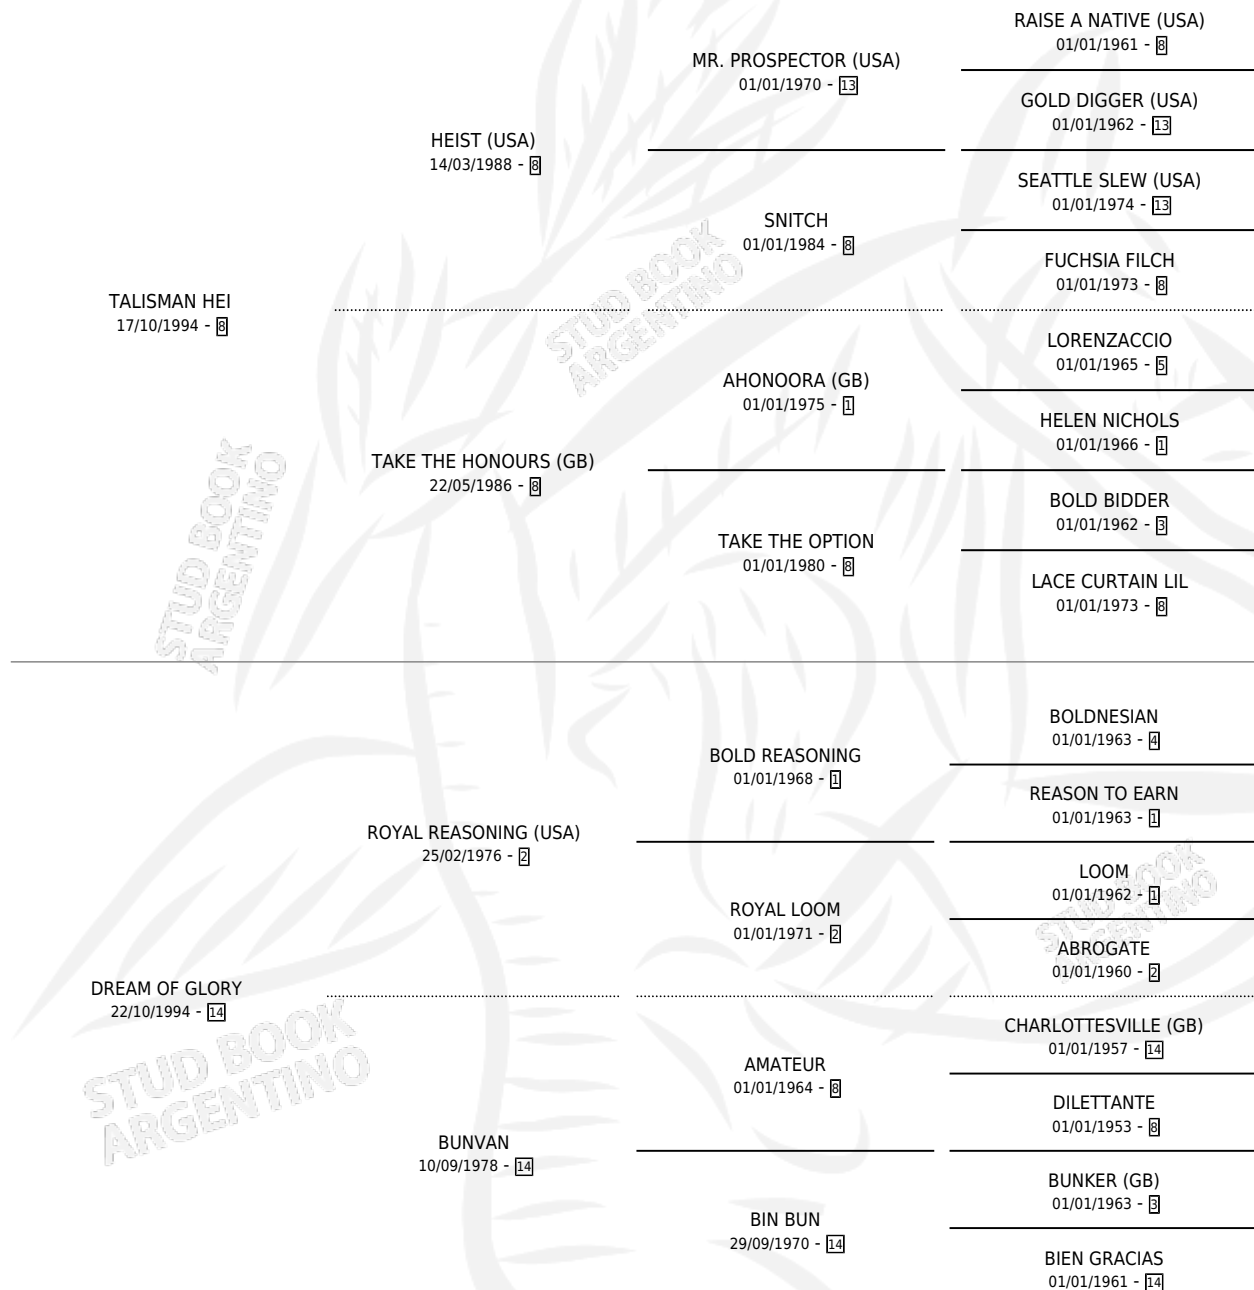 RAISE A NATIVE (USA)
01/01/1961 - 8
MR. PROSPECTOR (USA)
01/01/1970 - 13
GOLD DIGGER (USA)
01/01/1962 - 13
HEIST (USA)
14/03/1988 - 8
SEATTLE SLEW (USA)
01/01/1974 - 13
SNITCH
01/01/1984 - 8
FUCHSIA FILCH
01/01/1973 - 8
TALISMAN HEI
17/10/1994 - 8
STUD BOOK
ARGENTINO
LORENZACCIO
01/01/1965 - 5
AHONOORA (GB)
01/01/1975 - 1
HELEN NICHOLS
01/01/1966 - 1
TAKE THE HONOURS (GB)
22/05/1986 - 8
BOLD BIDDER
01/01/1962 - 3
TAKE THE OPTION
01/01/1980 - 8
LACE CURTAIN LIL
01/01/1973 - 8
STUD BOOK
ARGENTINO
BOLDNESIAN
01/01/1963 - 4
BOLD REASONING
01/01/1968 - 1
REASON TO EARN
01/01/1963 - 1
ROYAL REASONING (USA)
25/02/1976 - 2
LOOM
01/01/1962 - 1
ROYAL LOOM
01/01/1971 - 2
STUD BOOK
ARGENTINO
ABROGATE
01/01/1960 - 2
DREAM OF GLORY
22/10/1994 - 14
STUD BOOK
ARGENTINO
CHARLOTTESVILLE (GB)
01/01/1957 - 14
AMATEUR
01/01/1964 - 8
DILETTANTE
01/01/1953 - 8
BUNVAN
10/09/1978 - 14
BUNKER (GB)
01/01/1963 - 3
BIN BUN
29/09/1970 - 14
BIEN GRACIAS
01/01/1961 - 14